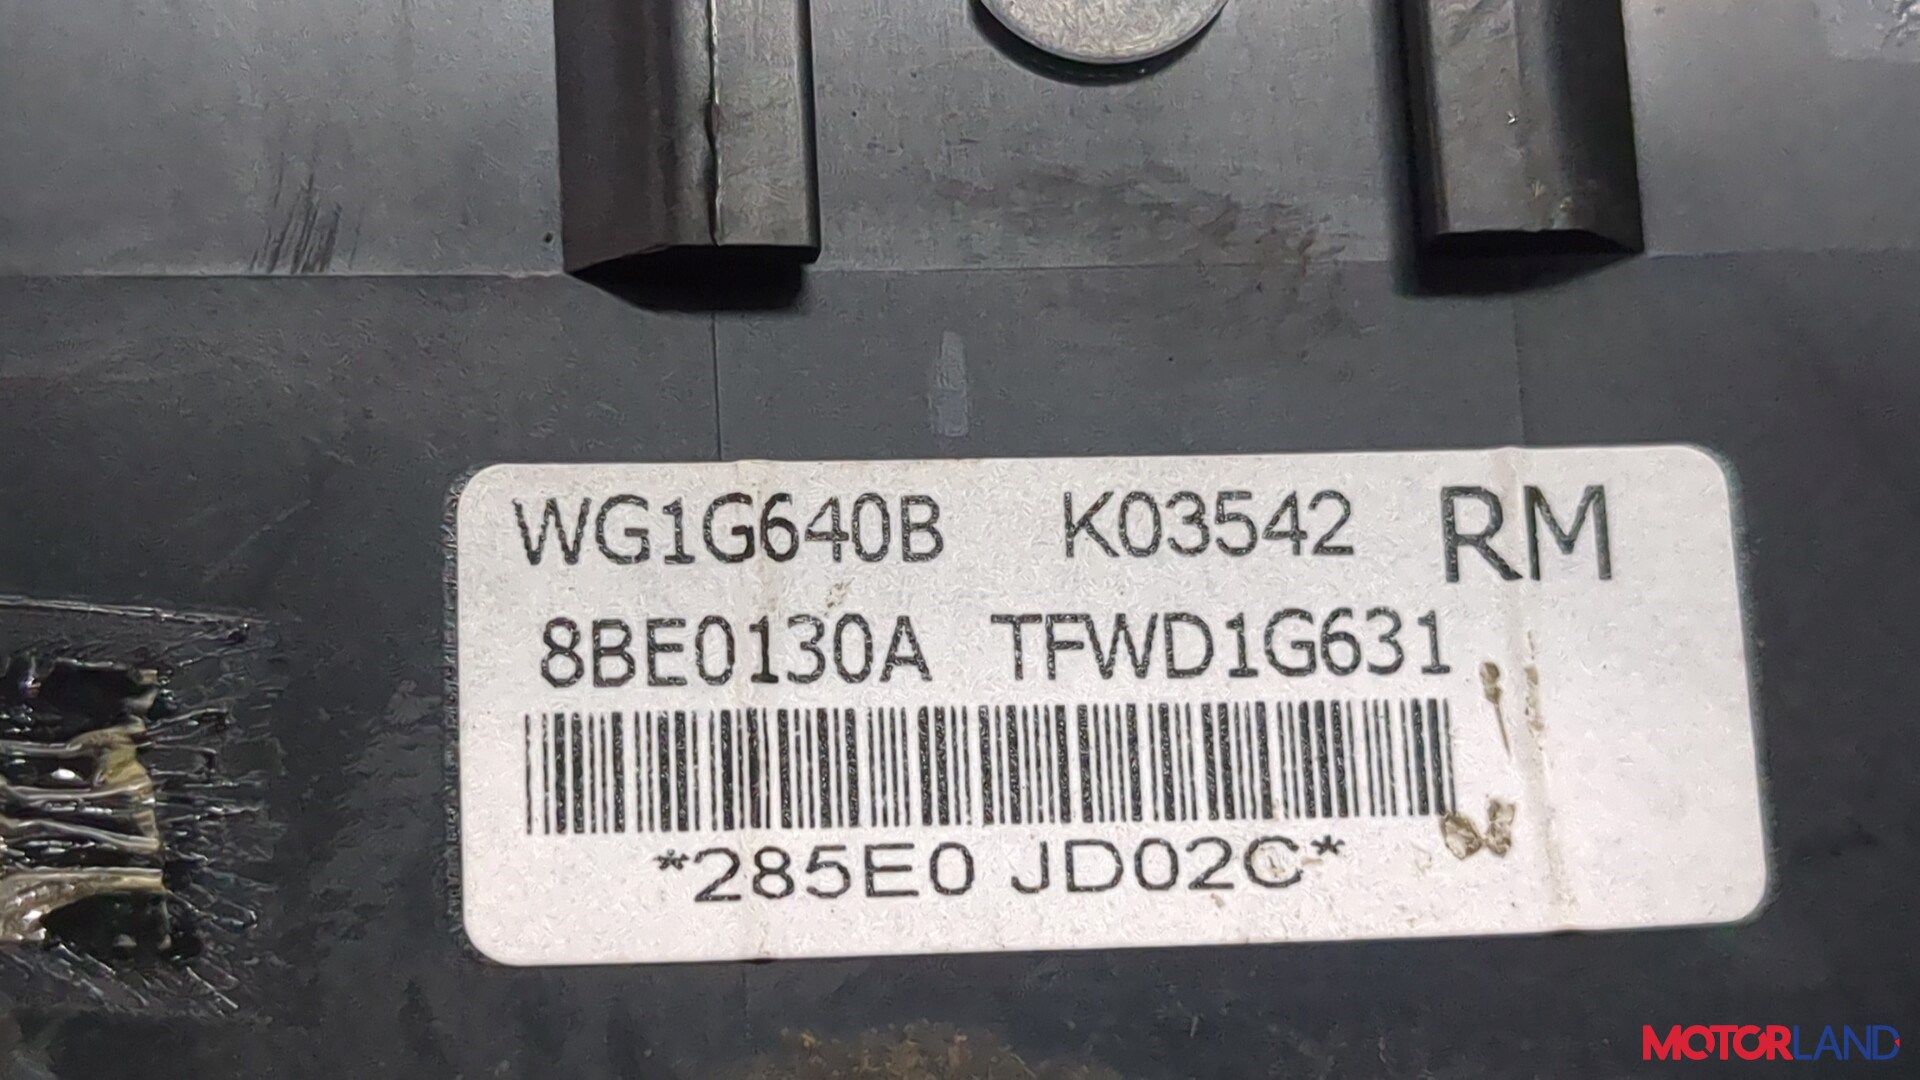 WG1G640B K03542 RM
8BE0130A TFWD1G631
*285E0 JD02C*
MOTORLAND